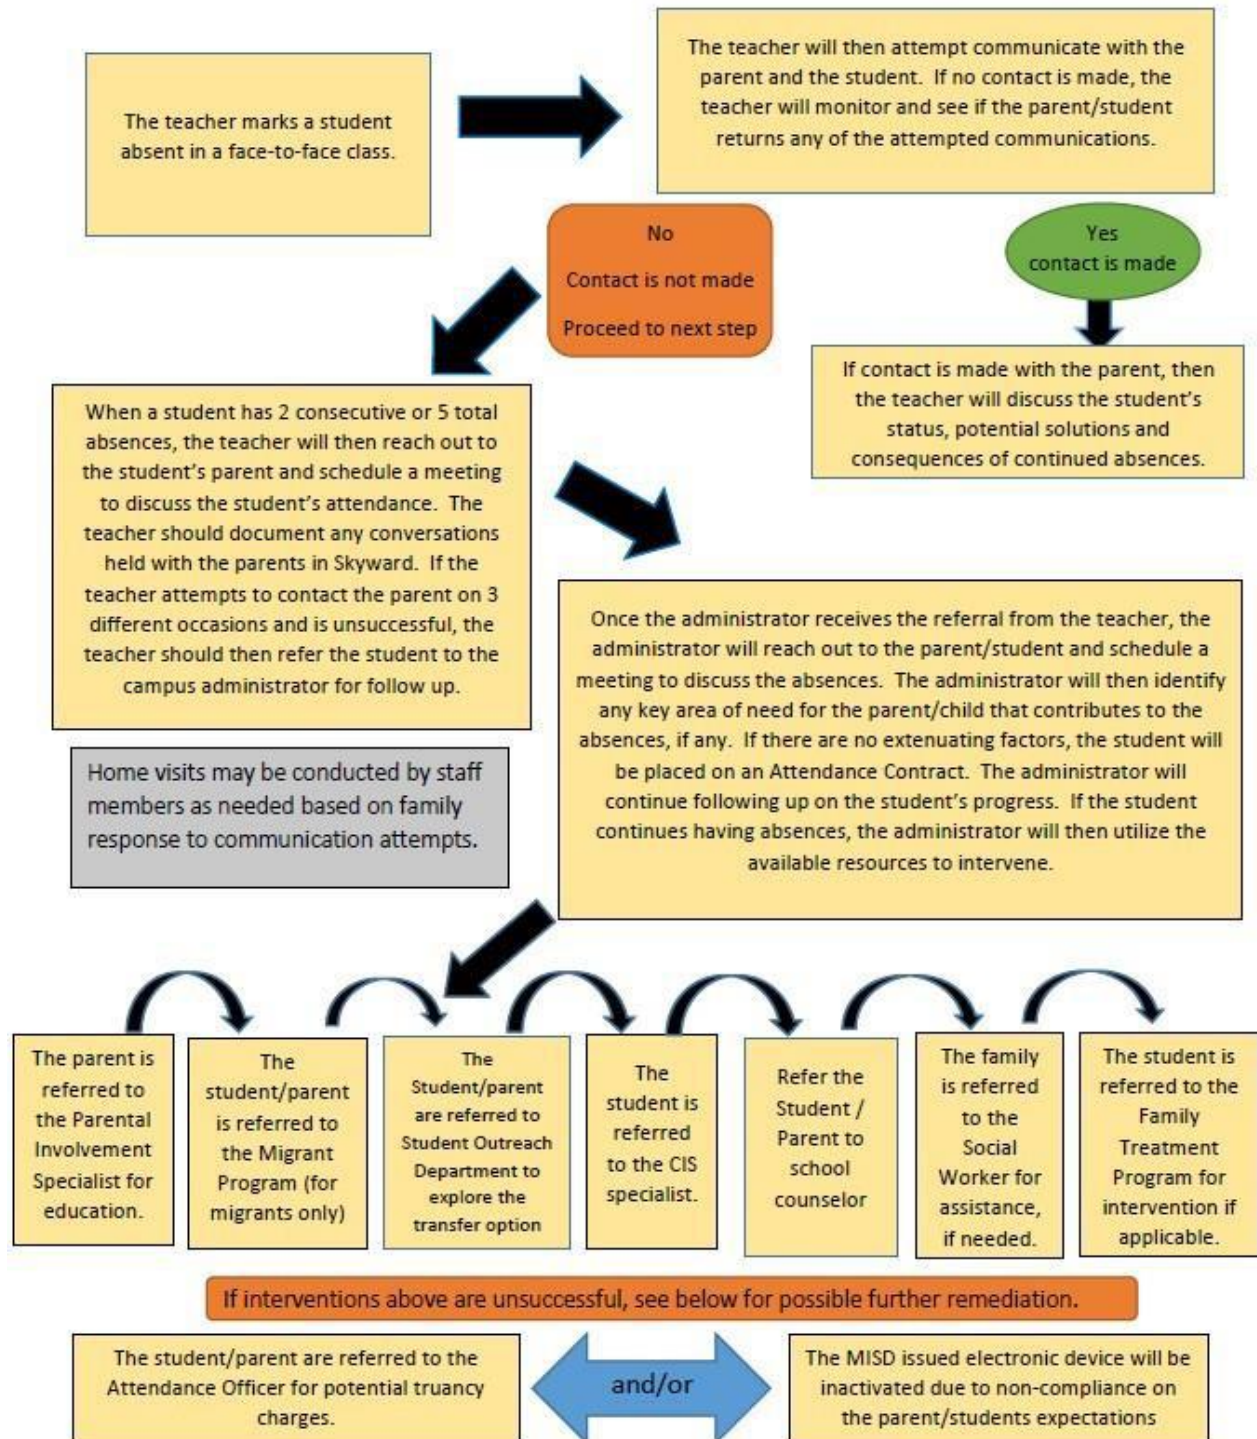 The teacher marks a student
absent in a face-to-face class.
The teacher will then attempt communicate with the
parent and the student. If no contact is made, the
teacher will monitor and see if the parent/student
returns any of the attempted communications.
No
Contact is not made
Proceed to next step
Yes
contact is made
If contact is made with the parent, then
the teacher will discuss the student's
status, potential solutions and
consequences of continued absences.
When a student has 2 consecutive or 5 total
absences, the teacher will then reach out to
the student's parent and schedule a meeting
to discuss the student's attendance. The
teacher should document any conversations
held with the parents in Skyward. If the
teacher attempts to contact the parent on 3
different occasions and is unsuccessful, the
teacher should then refer the student to the
campus administrator for follow up.
Once the administrator receives the referral from the teacher, the
administrator will reach out to the parent/student and schedule a
meeting to discuss the absences. The administrator will then identify
any key area of need for the parent/child that contributes to the
absences, if any. If there are no extenuating factors, the student will
be placed on an Attendance Contract. The administrator will
continue following up on the student's progress. If the student
continues having absences, the administrator will then utilize the
available resources to intervene.
Home visits may be conducted by staff
members as needed based on family
response to communication attempts.
The parent is
referred to
the Parental
Involvement
Specialist for
education.
The
student/parent
is referred to
the Migrant
Program (for
migrants only)
The
Student/parent
are referred to
Student Outreach
Department to
explore the
transfer option
The
student is
referred
to the CIS
specialist.
Refer the
Student /
Parent to
school
counselor
The family
is referred
to the
Social
Worker for
assistance,
if needed.
The student is
referred to the
Family
Treatment
Program for
intervention if
applicable.
If interventions above are unsuccessful, see below for possible further remediation.
The student/parent are referred to the
Attendance Officer for potential truancy
charges.
and/or
The MISD issued electronic device will be
inactivated due to non-compliance on
the parent/students expectations